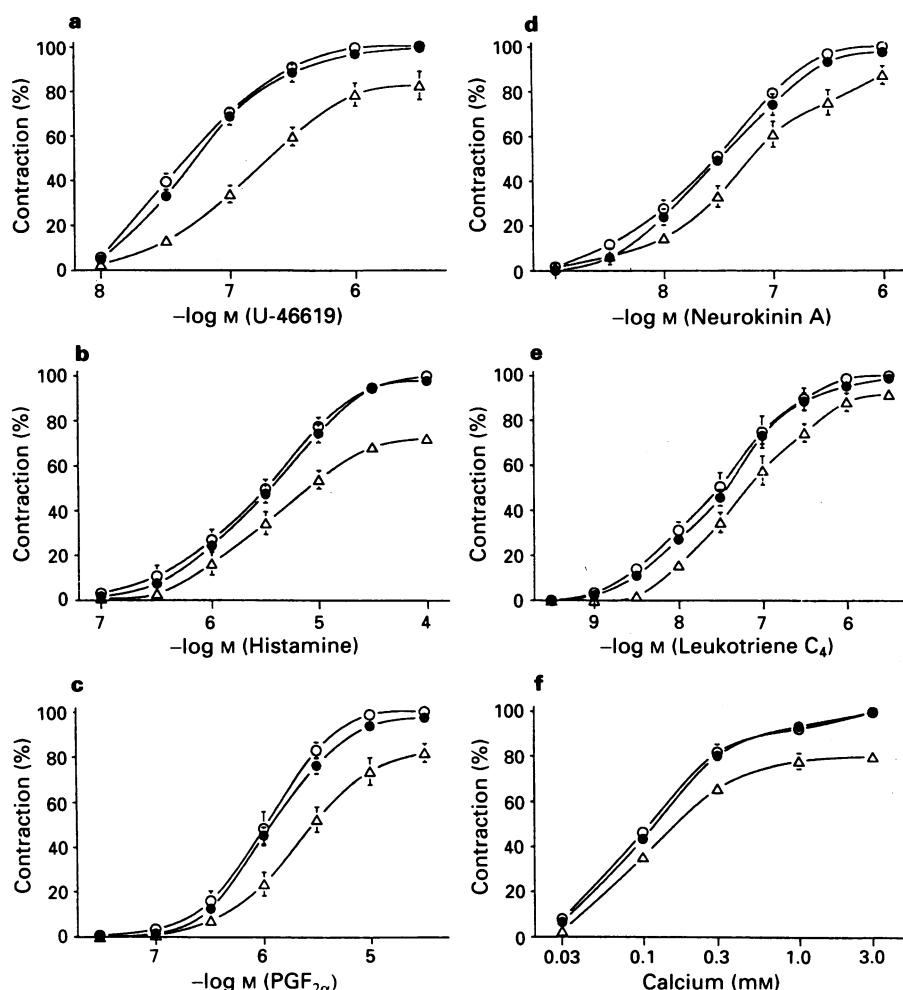 a
100
80
60
40
20
0
Contraction (%)
8 7 6
–log M (U-46619)
b
100
80
60
40
20
0
Contraction (%)
7 6 5 4
–log M (Histamine)
c
100
80
60
40
20
0
Contraction (%)
7 6 5
–log M (PGF2α)
d
100
80
60
40
20
0
Contraction (%)
8 7 6
–log M (Neurokinin A)
e
100
80
60
40
20
0
Contraction (%)
9 8 7 6
–log M (Leukotriene C4)
f
100
80
60
40
20
0
Contraction (%)
0.03 0.1 0.3 1.0 3.0
Calcium (mM)